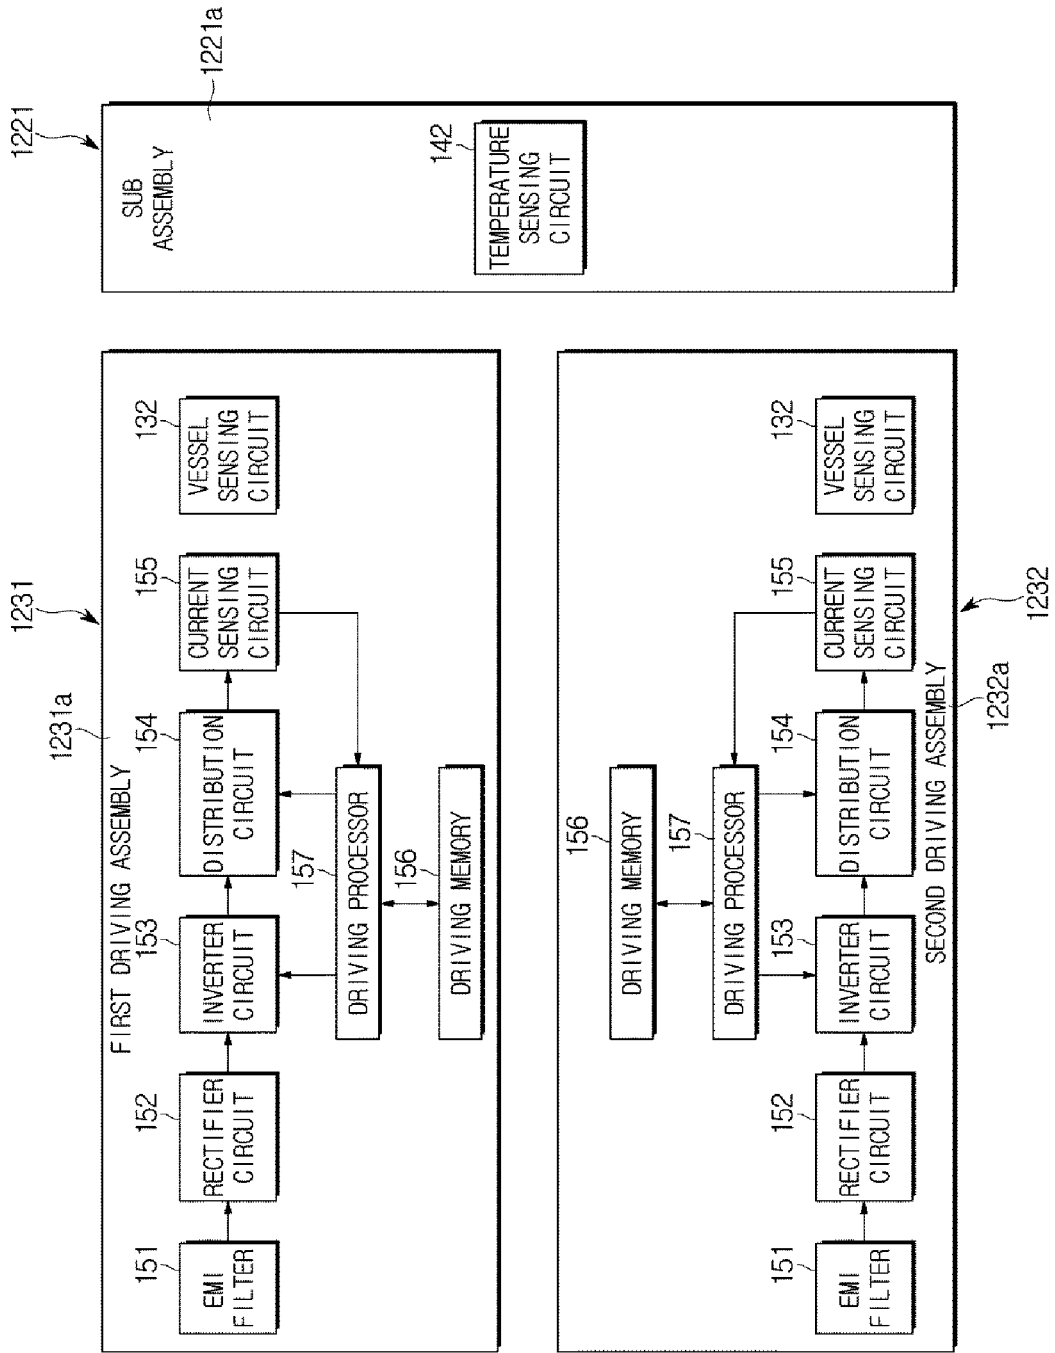 1231
1231a
FIRST DRIVING ASSEMBLY
151
EMI
FILTER
152
RECTIFIER
CIRCUIT
153
INVERTER
CIRCUIT
154
DISTRIBUTION
CIRCUIT
155
CURRENT
SENSING
CIRCUIT
132
VESSEL
SENSING
CIRCUIT
157
DRIVING PROCESSOR
156
DRIVING MEMORY
1221
1221a
SUB
ASSEMBLY
142
TEMPERATURE
SENSING
CIRCUIT
156
DRIVING MEMORY
157
DRIVING PROCESSOR
151
EMI
FILTER
152
RECTIFIER
CIRCUIT
153
INVERTER
CIRCUIT
154
DISTRIBUTION
CIRCUIT
155
CURRENT
SENSING
CIRCUIT
132
VESSEL
SENSING
CIRCUIT
SECOND DRIVING ASSEMBLY
1232a
1232